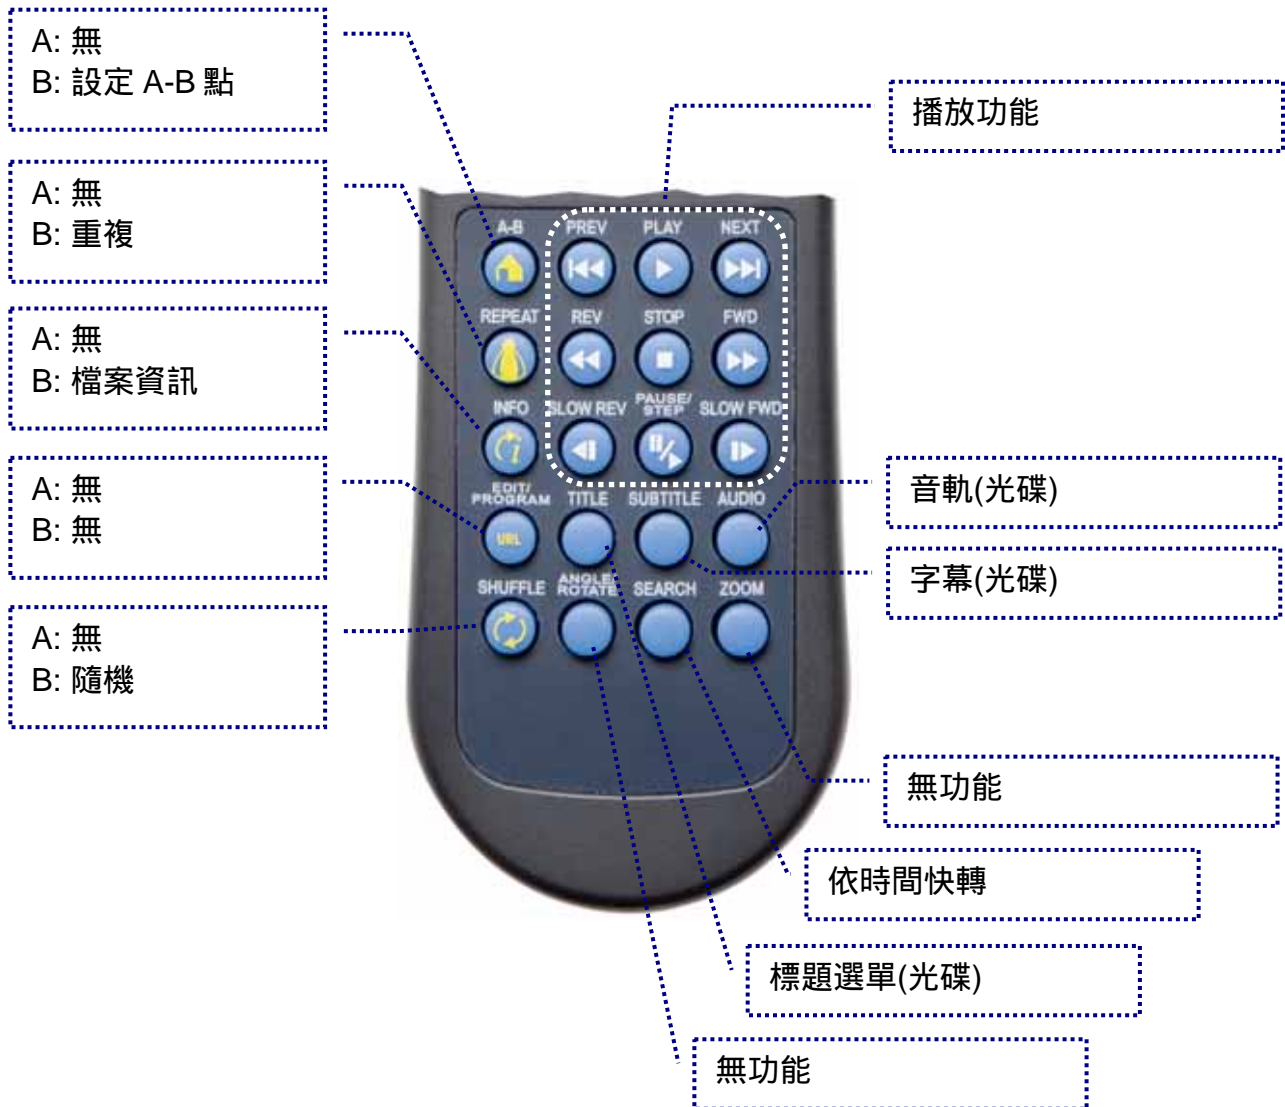 A: 無
B: 設定 A-B 點
播放功能
A: 無
B: 重複
A: 無
B: 檔案資訊
A: 無
B: 無
A: 無
B: 隨機
A-B PREV PLAY NEXT
REPEAT REV STOP FWD
INFO SLOW REV PAUSE/ STEP SLOW FWD
i
EDIT/ PROGRAM TITLE SUBTITLE AUDIO
URL
SHUFFLE ANGLE/ ROTATE SEARCH ZOOM
音軌(光碟)
字幕(光碟)
無功能
依時間快轉
標題選單(光碟)
無功能